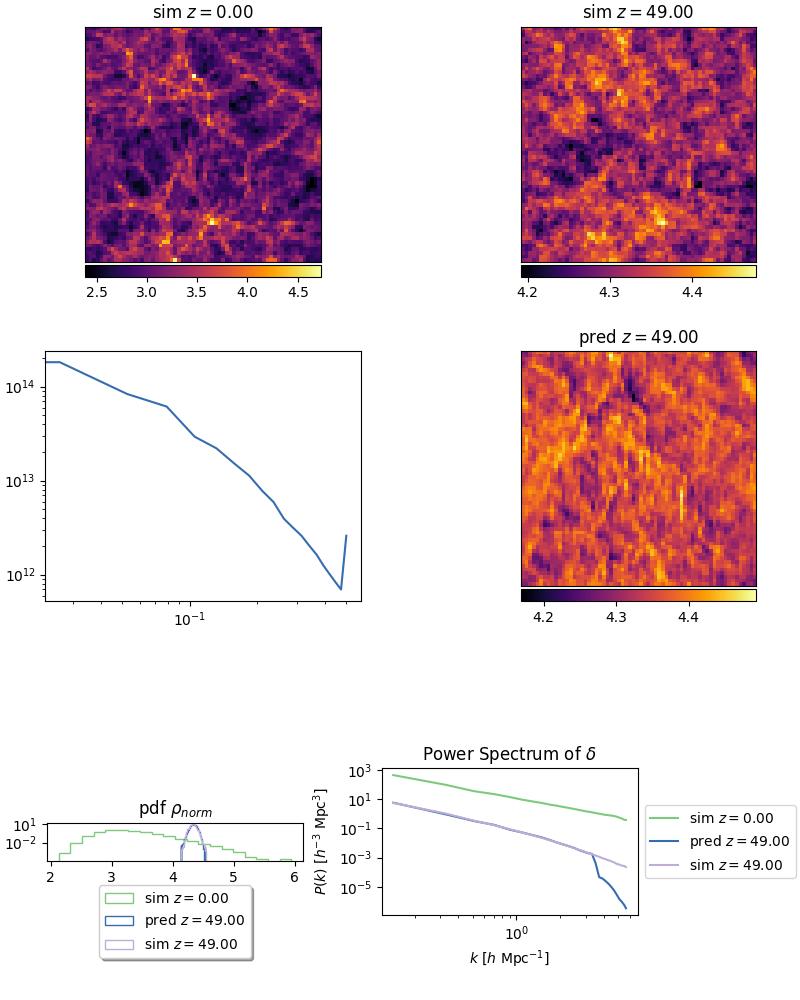 sim z = 0.00
sim z = 49.00
2.5 3.0 3.5 4.0 4.5
4.2 4.3 4.4
pred z = 49.00
10^14
10^13
10^12
10^-1
4.2 4.3 4.4
pdf ρ_norm
10^1
10^-2
2 3 4 5 6
sim z = 0.00
pred z = 49.00
sim z = 49.00
Power Spectrum of δ
P(k) [h^-3 Mpc^3]
10^3
10^1
10^-1
10^-3
10^-5
10^0
k [h Mpc^-1]
sim z = 0.00
pred z = 49.00
sim z = 49.00